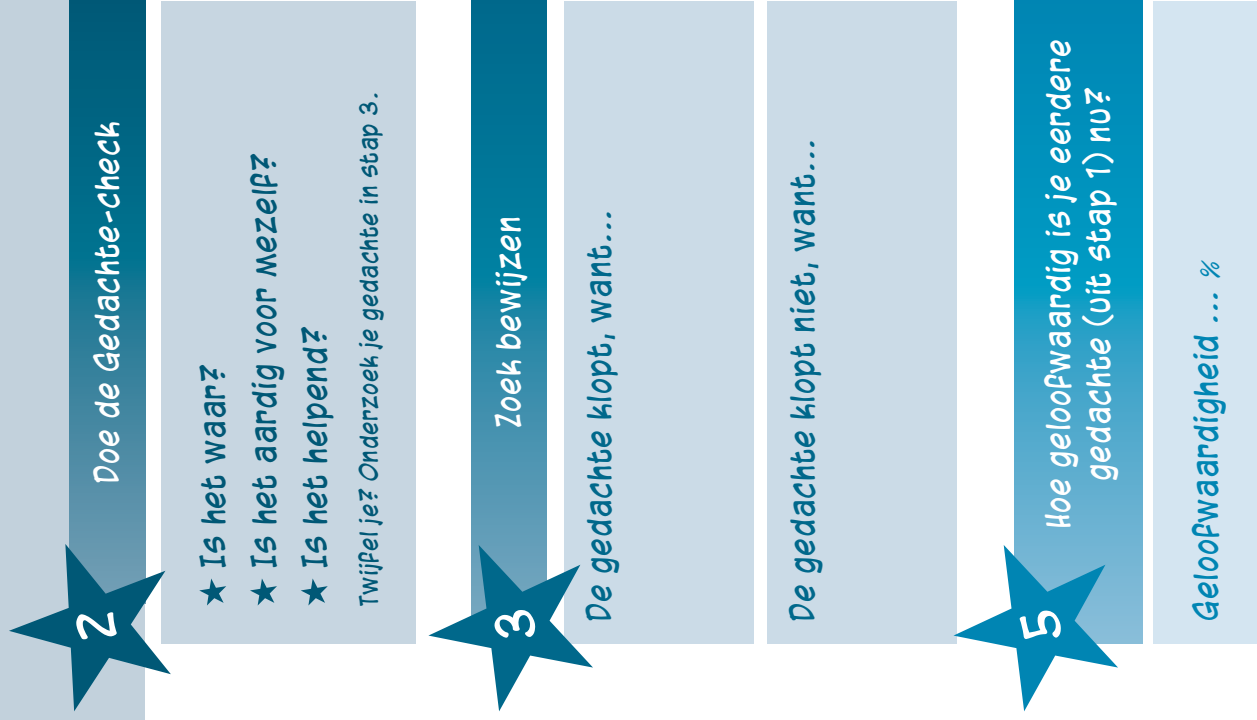 2
Doe de Gedachte-check
★ Is het waar?
★ Is het aardig voor mezelf?
★ Is het helpend?
Twijfel je? Onderzoek je gedachte in stap 3.
3
Zoek bewijzen
De gedachte klopt, want...
De gedachte klopt niet, want...
5
Hoe geloofwaardig is je eerdere
gedachte (uit stap 1) nu?
Geloofwaardigheid ... %